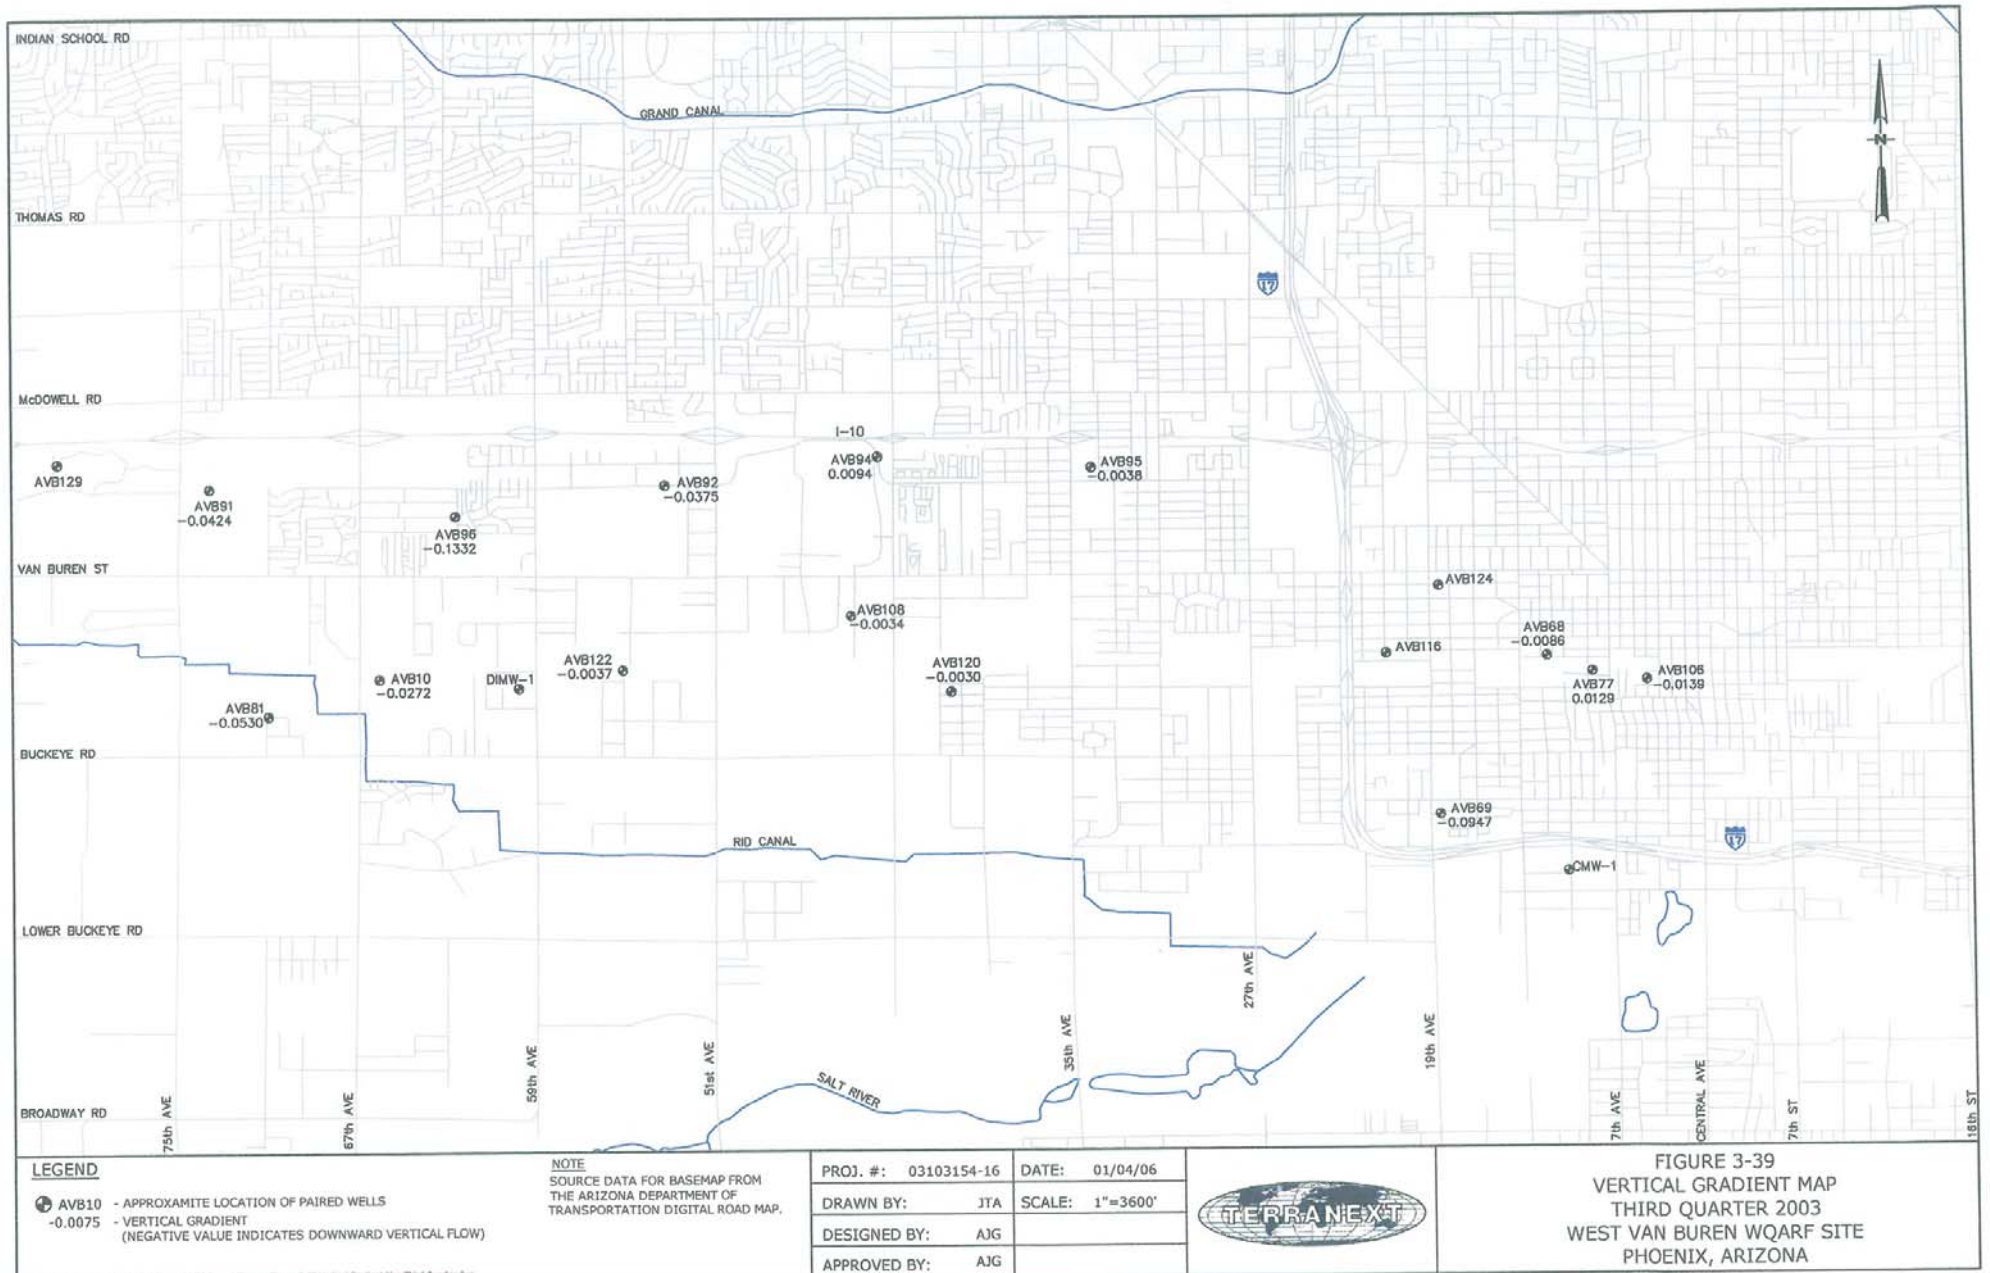 INDIAN SCHOOL RD
GRAND CANAL
N
THOMAS RD
17
McDOWELL RD
I-10
AVB129
AVB91
-0.0424
AVB96
-0.1332
AVB92
-0.0375
AVB94
0.0094
AVB95
-0.0038
VAN BUREN ST
AVB124
AVB108
-0.0034
AVB68
-0.0086
AVB116
AVB122
-0.0037
AVB120
-0.0030
AVB10
-0.0272
DIMW-1
AVB77
0.0129
AVB106
-0.0139
AVB81
-0.0530
BUCKEYE RD
AVB69
-0.0947
RID CANAL
17
CMW-1
LOWER BUCKEYE RD
27th AVE
35th AVE
19th AVE
59th AVE
51st AVE
SALT RIVER
BROADWAY RD
75th AVE
67th AVE
7th AVE
CENTRAL AVE
7th ST
16th ST
LEGEND
AVB10 - APPROXAMITE LOCATION OF PAIRED WELLS
-0.0075 - VERTICAL GRADIENT
(NEGATIVE VALUE INDICATES DOWNWARD VERTICAL FLOW)
NOTE
SOURCE DATA FOR BASEMAP FROM
THE ARIZONA DEPARTMENT OF
TRANSPORTATION DIGITAL ROAD MAP.
PROJ. #: 03103154-16 DATE: 01/04/06
DRAWN BY: JTA SCALE: 1"=3600'
DESIGNED BY: AJG
APPROVED BY: AJG
TERRANEXT
FIGURE 3-39
VERTICAL GRADIENT MAP
THIRD QUARTER 2003
WEST VAN BUREN WQARF SITE
PHOENIX, ARIZONA